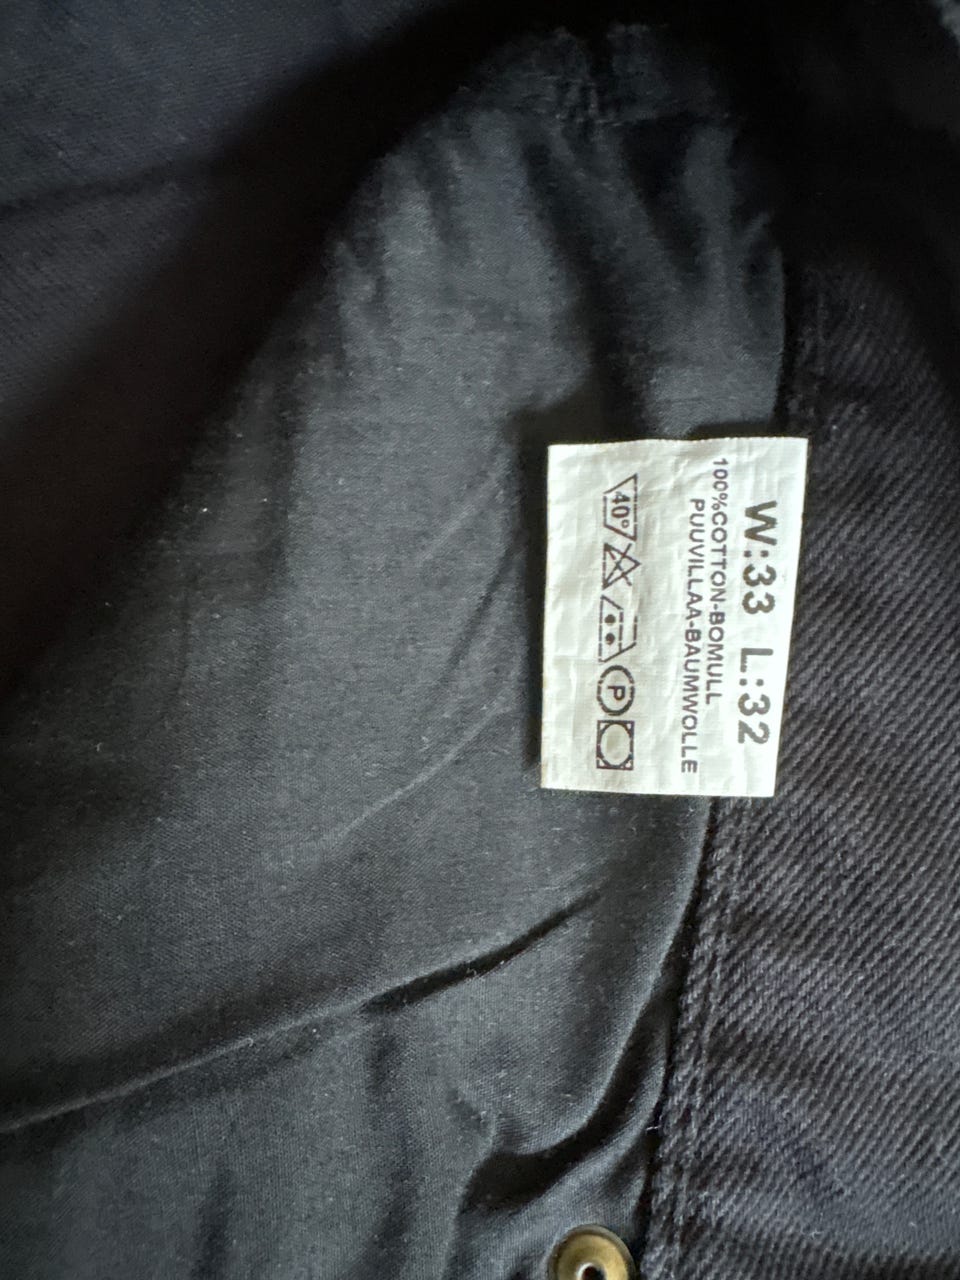 W:33 L:32
100%COTTON-BOMULL
PUUVILLAA-BAUMWOLLE
40° P